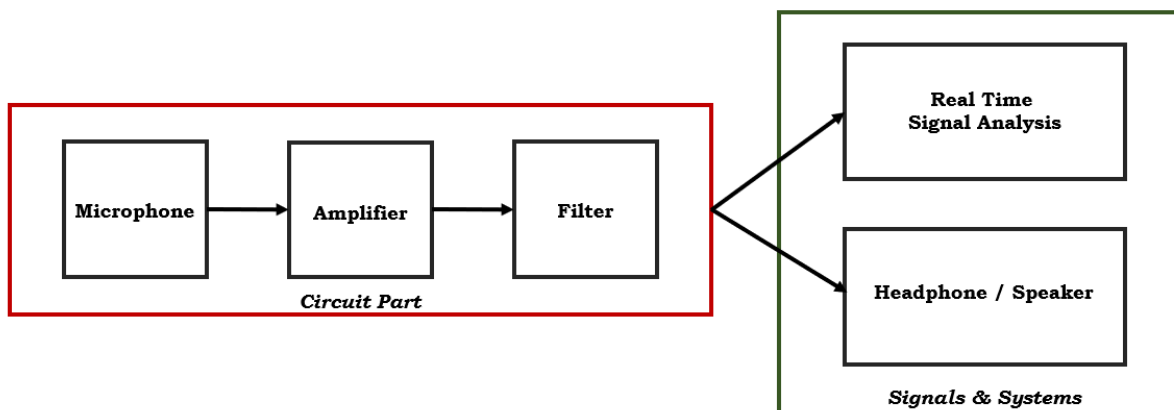 Microphone
Amplifier
Filter
Circuit Part
Real Time
Signal Analysis
Headphone / Speaker
Signals & Systems